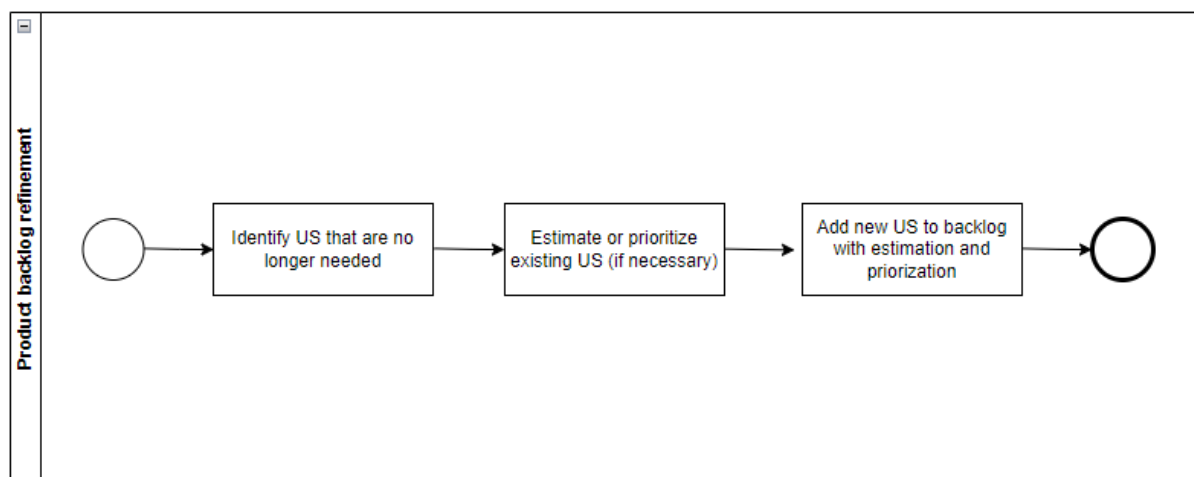 Product backlog refinement
Identify US that are no
longer needed
Estimate or prioritize
existing US (if necessary)
Add new US to backlog
with estimation and
priorization